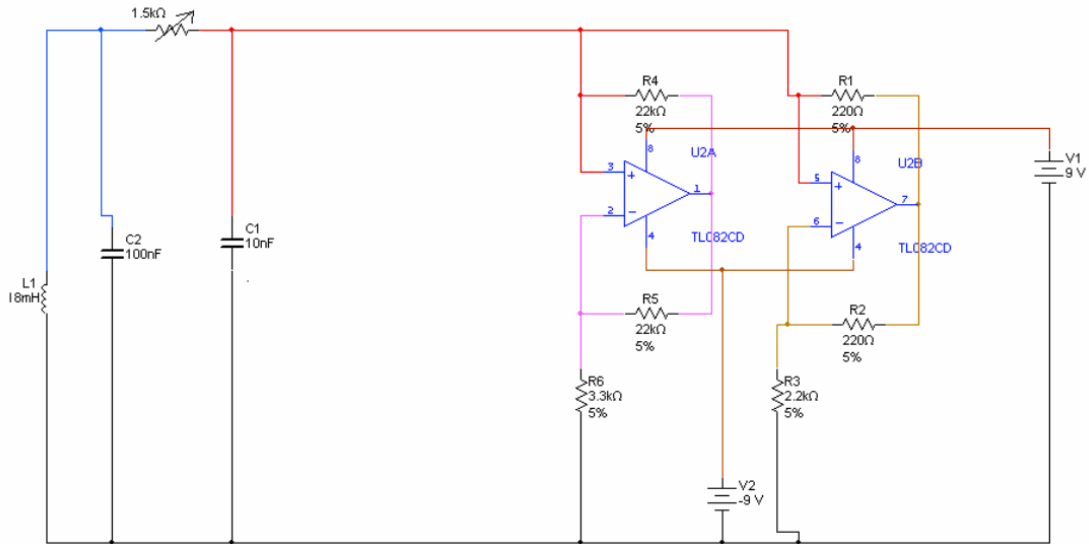 1.5kΩ
R4
22kΩ
5%
R1
220Ω
5%
8
U2A
3
1
2
4
TL082CD
8
U2B
5
7
6
4
TL082CD
V1
9 V
C2
100nF
C1
10nF
L1
18mH
R5
22kΩ
5%
R2
220Ω
5%
R6
3.3kΩ
5%
R3
2.2kΩ
5%
V2
-9 V